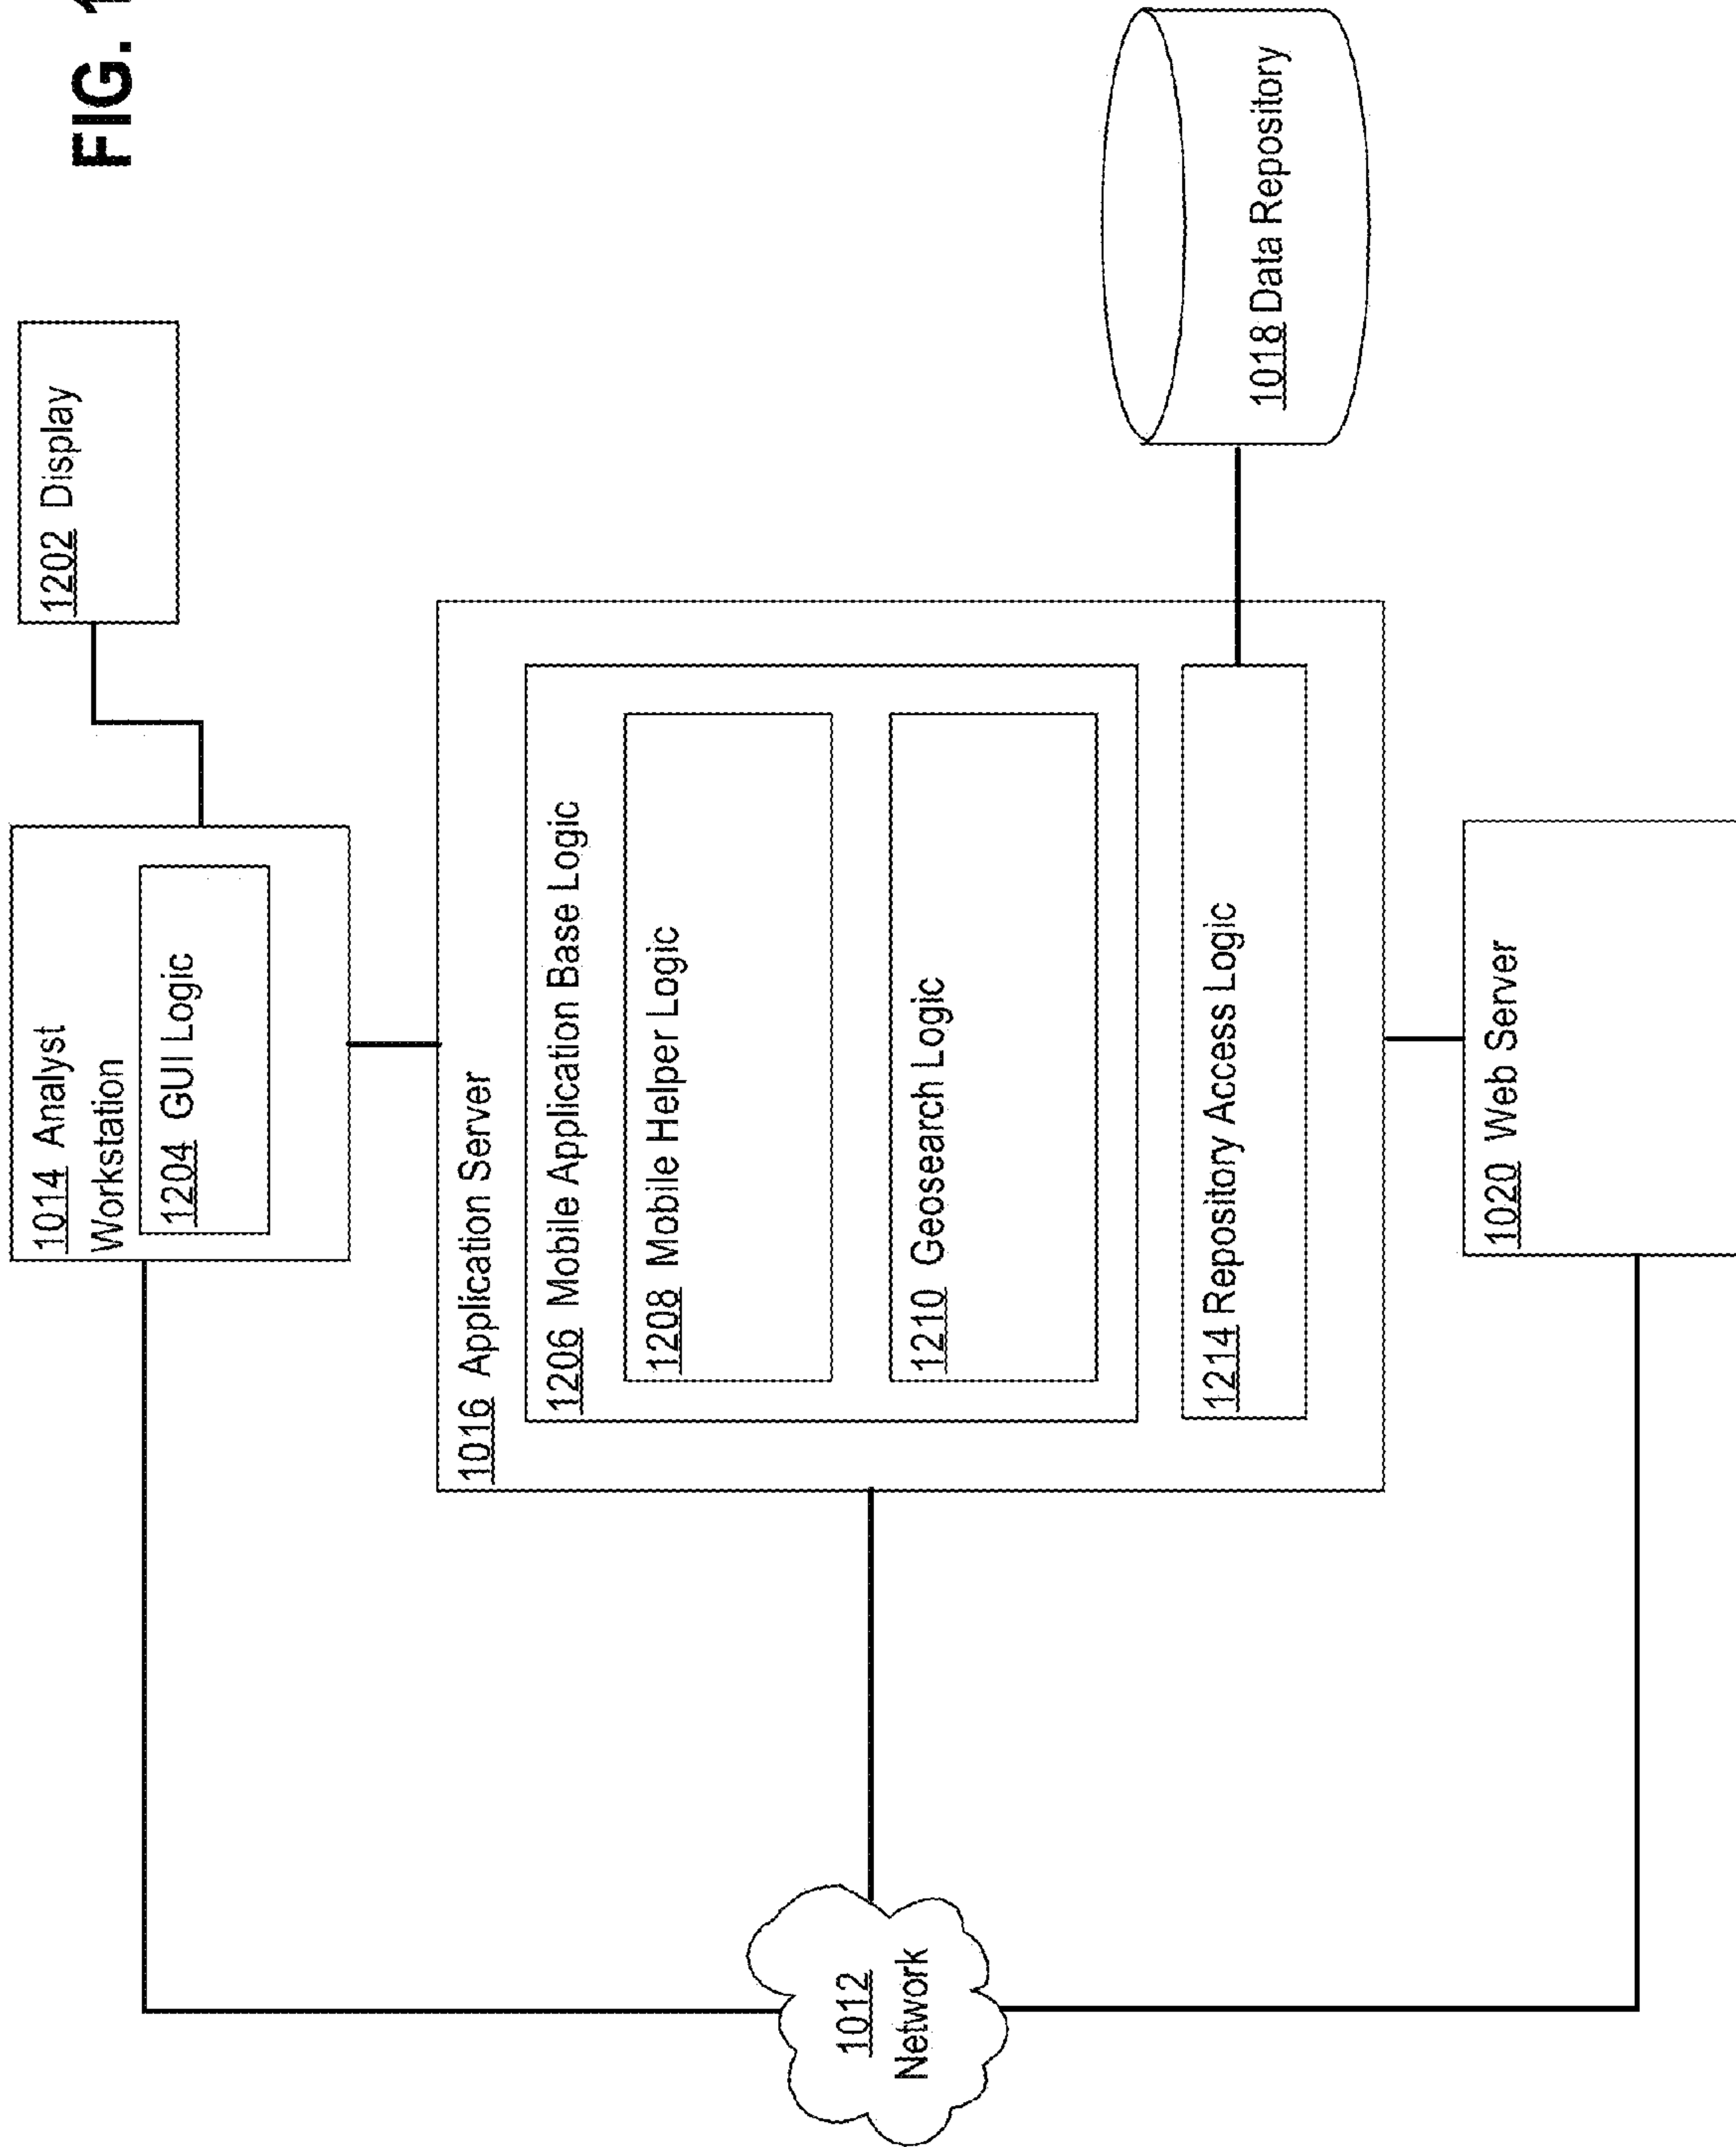 FIG. 1
1202 Display
1014 Analyst
Workstation
1204 GUI Logic
1016 Application Server
1206 Mobile Application Base Logic
1208 Mobile Helper Logic
1210 Geosearch Logic
1214 Repository Access Logic
1018 Data Repository
1012
Network
1020 Web Server